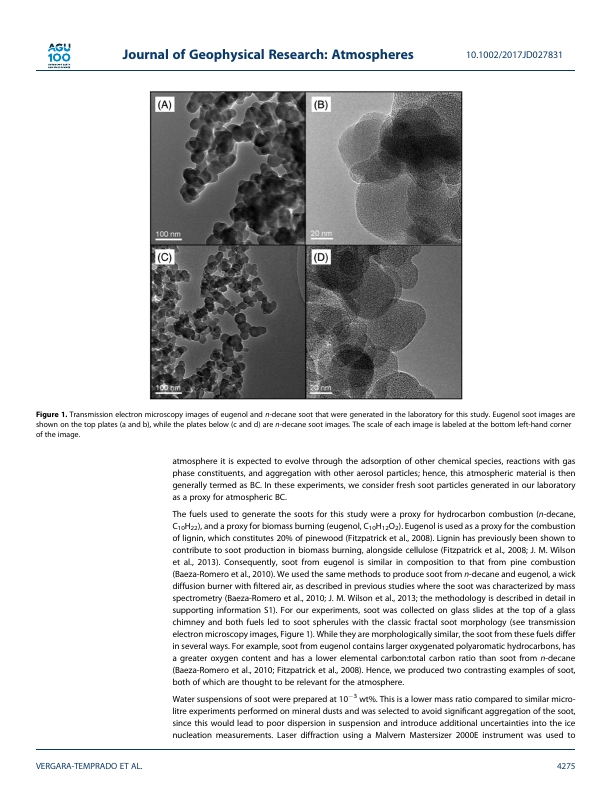 AGU
100
Journal of Geophysical Research: Atmospheres
10.1002/2017JD027831
(A)
100 nm
(B)
20 nm
(C)
100 nm
(D)
20 nm
Figure 1. Transmission electron microscopy images of eugenol and n-decane soot that were generated in the laboratory for this study. Eugenol soot images are
shown on the top plates (a and b), while the plates below (c and d) are n-decane soot images. The scale of each image is labeled at the bottom left-hand corner
of the image.
atmosphere it is expected to evolve through the adsorption of other chemical species, reactions with gas
phase constituents, and aggregation with other aerosol particles; hence, this atmospheric material is then
generally termed as BC. In these experiments, we consider fresh soot particles generated in our laboratory
as a proxy for atmospheric BC.
The fuels used to generate the soots for this study were a proxy for hydrocarbon combustion (n-decane,
C₁₀H₂₂), and a proxy for biomass burning (eugenol, C₁₀H₁₂O₂). Eugenol is used as a proxy for the combustion
of lignin, which constitutes 20% of pinewood (Fitzpatrick et al., 2008). Lignin has previously been shown to
contribute to soot production in biomass burning, alongside cellulose (Fitzpatrick et al., 2008; J. M. Wilson
et al., 2013). Consequently, soot from eugenol is similar in composition to that from pine combustion
(Baeza-Romero et al., 2010). We used the same methods to produce soot from n-decane and eugenol, a wick
diffusion burner with filtered air, as described in previous studies where the soot was characterized by mass
spectrometry (Baeza-Romero et al., 2010; J. M. Wilson et al., 2013; the methodology is described in detail in
supporting information S1). For our experiments, soot was collected on glass slides at the top of a glass
chimney and both fuels led to soot spherules with the classic fractal soot morphology (see transmission
electron microscopy images, Figure 1). While they are morphologically similar, the soot from these fuels differ
in several ways. For example, soot from eugenol contains larger oxygenated polyaromatic hydrocarbons, has
a greater oxygen content and has a lower elemental carbon:total carbon ratio than soot from n-decane
(Baeza-Romero et al., 2010; Fitzpatrick et al., 2008). Hence, we produced two contrasting examples of soot,
both of which are thought to be relevant for the atmosphere.
Water suspensions of soot were prepared at 10⁻³ wt%. This is a lower mass ratio compared to similar micro-
litre experiments performed on mineral dusts and was selected to avoid significant aggregation of the soot,
since this would lead to poor dispersion in suspension and introduce additional uncertainties into the ice
nucleation measurements. Laser diffraction using a Malvern Mastersizer 2000E instrument was used to
VERGARA-TEMPRADO ET AL.
4275